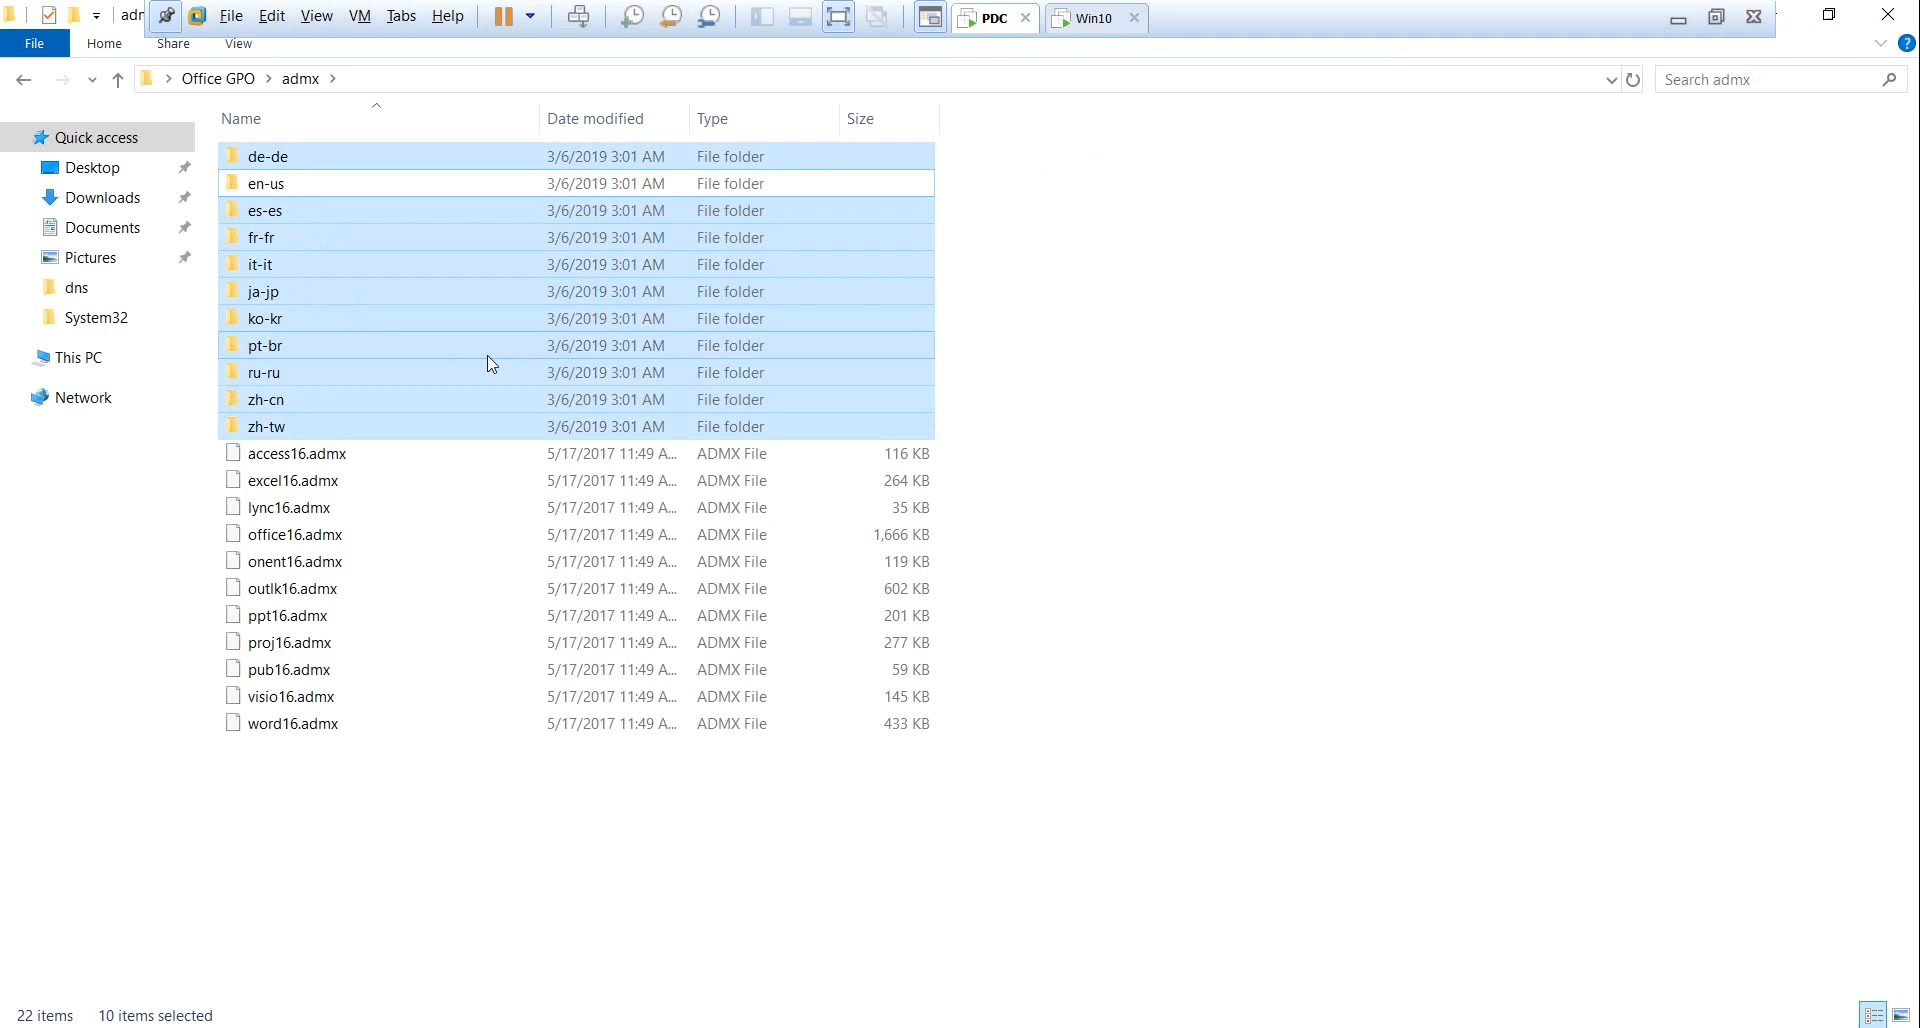 adm File Edit View VM Tabs Help PDC Win10
File Home Share View
Office GPO admx Search admx
Name Date modified Type Size
Quick access
Desktop
Downloads
Documents
Pictures
dns
System32
This PC
Network
de-de 3/6/2019 3:01 AM File folder
en-us 3/6/2019 3:01 AM File folder
es-es 3/6/2019 3:01 AM File folder
fr-fr 3/6/2019 3:01 AM File folder
it-it 3/6/2019 3:01 AM File folder
ja-jp 3/6/2019 3:01 AM File folder
ko-kr 3/6/2019 3:01 AM File folder
pt-br 3/6/2019 3:01 AM File folder
ru-ru 3/6/2019 3:01 AM File folder
zh-cn 3/6/2019 3:01 AM File folder
zh-tw 3/6/2019 3:01 AM File folder
access16.admx 5/17/2017 11:49 A... ADMX File 116 KB
excel16.admx 5/17/2017 11:49 A... ADMX File 264 KB
lync16.admx 5/17/2017 11:49 A... ADMX File 35 KB
office16.admx 5/17/2017 11:49 A... ADMX File 1,666 KB
onent16.admx 5/17/2017 11:49 A... ADMX File 119 KB
outlk16.admx 5/17/2017 11:49 A... ADMX File 602 KB
ppt16.admx 5/17/2017 11:49 A... ADMX File 201 KB
proj16.admx 5/17/2017 11:49 A... ADMX File 277 KB
pub16.admx 5/17/2017 11:49 A... ADMX File 59 KB
visio16.admx 5/17/2017 11:49 A... ADMX File 145 KB
word16.admx 5/17/2017 11:49 A... ADMX File 433 KB
22 items 10 items selected